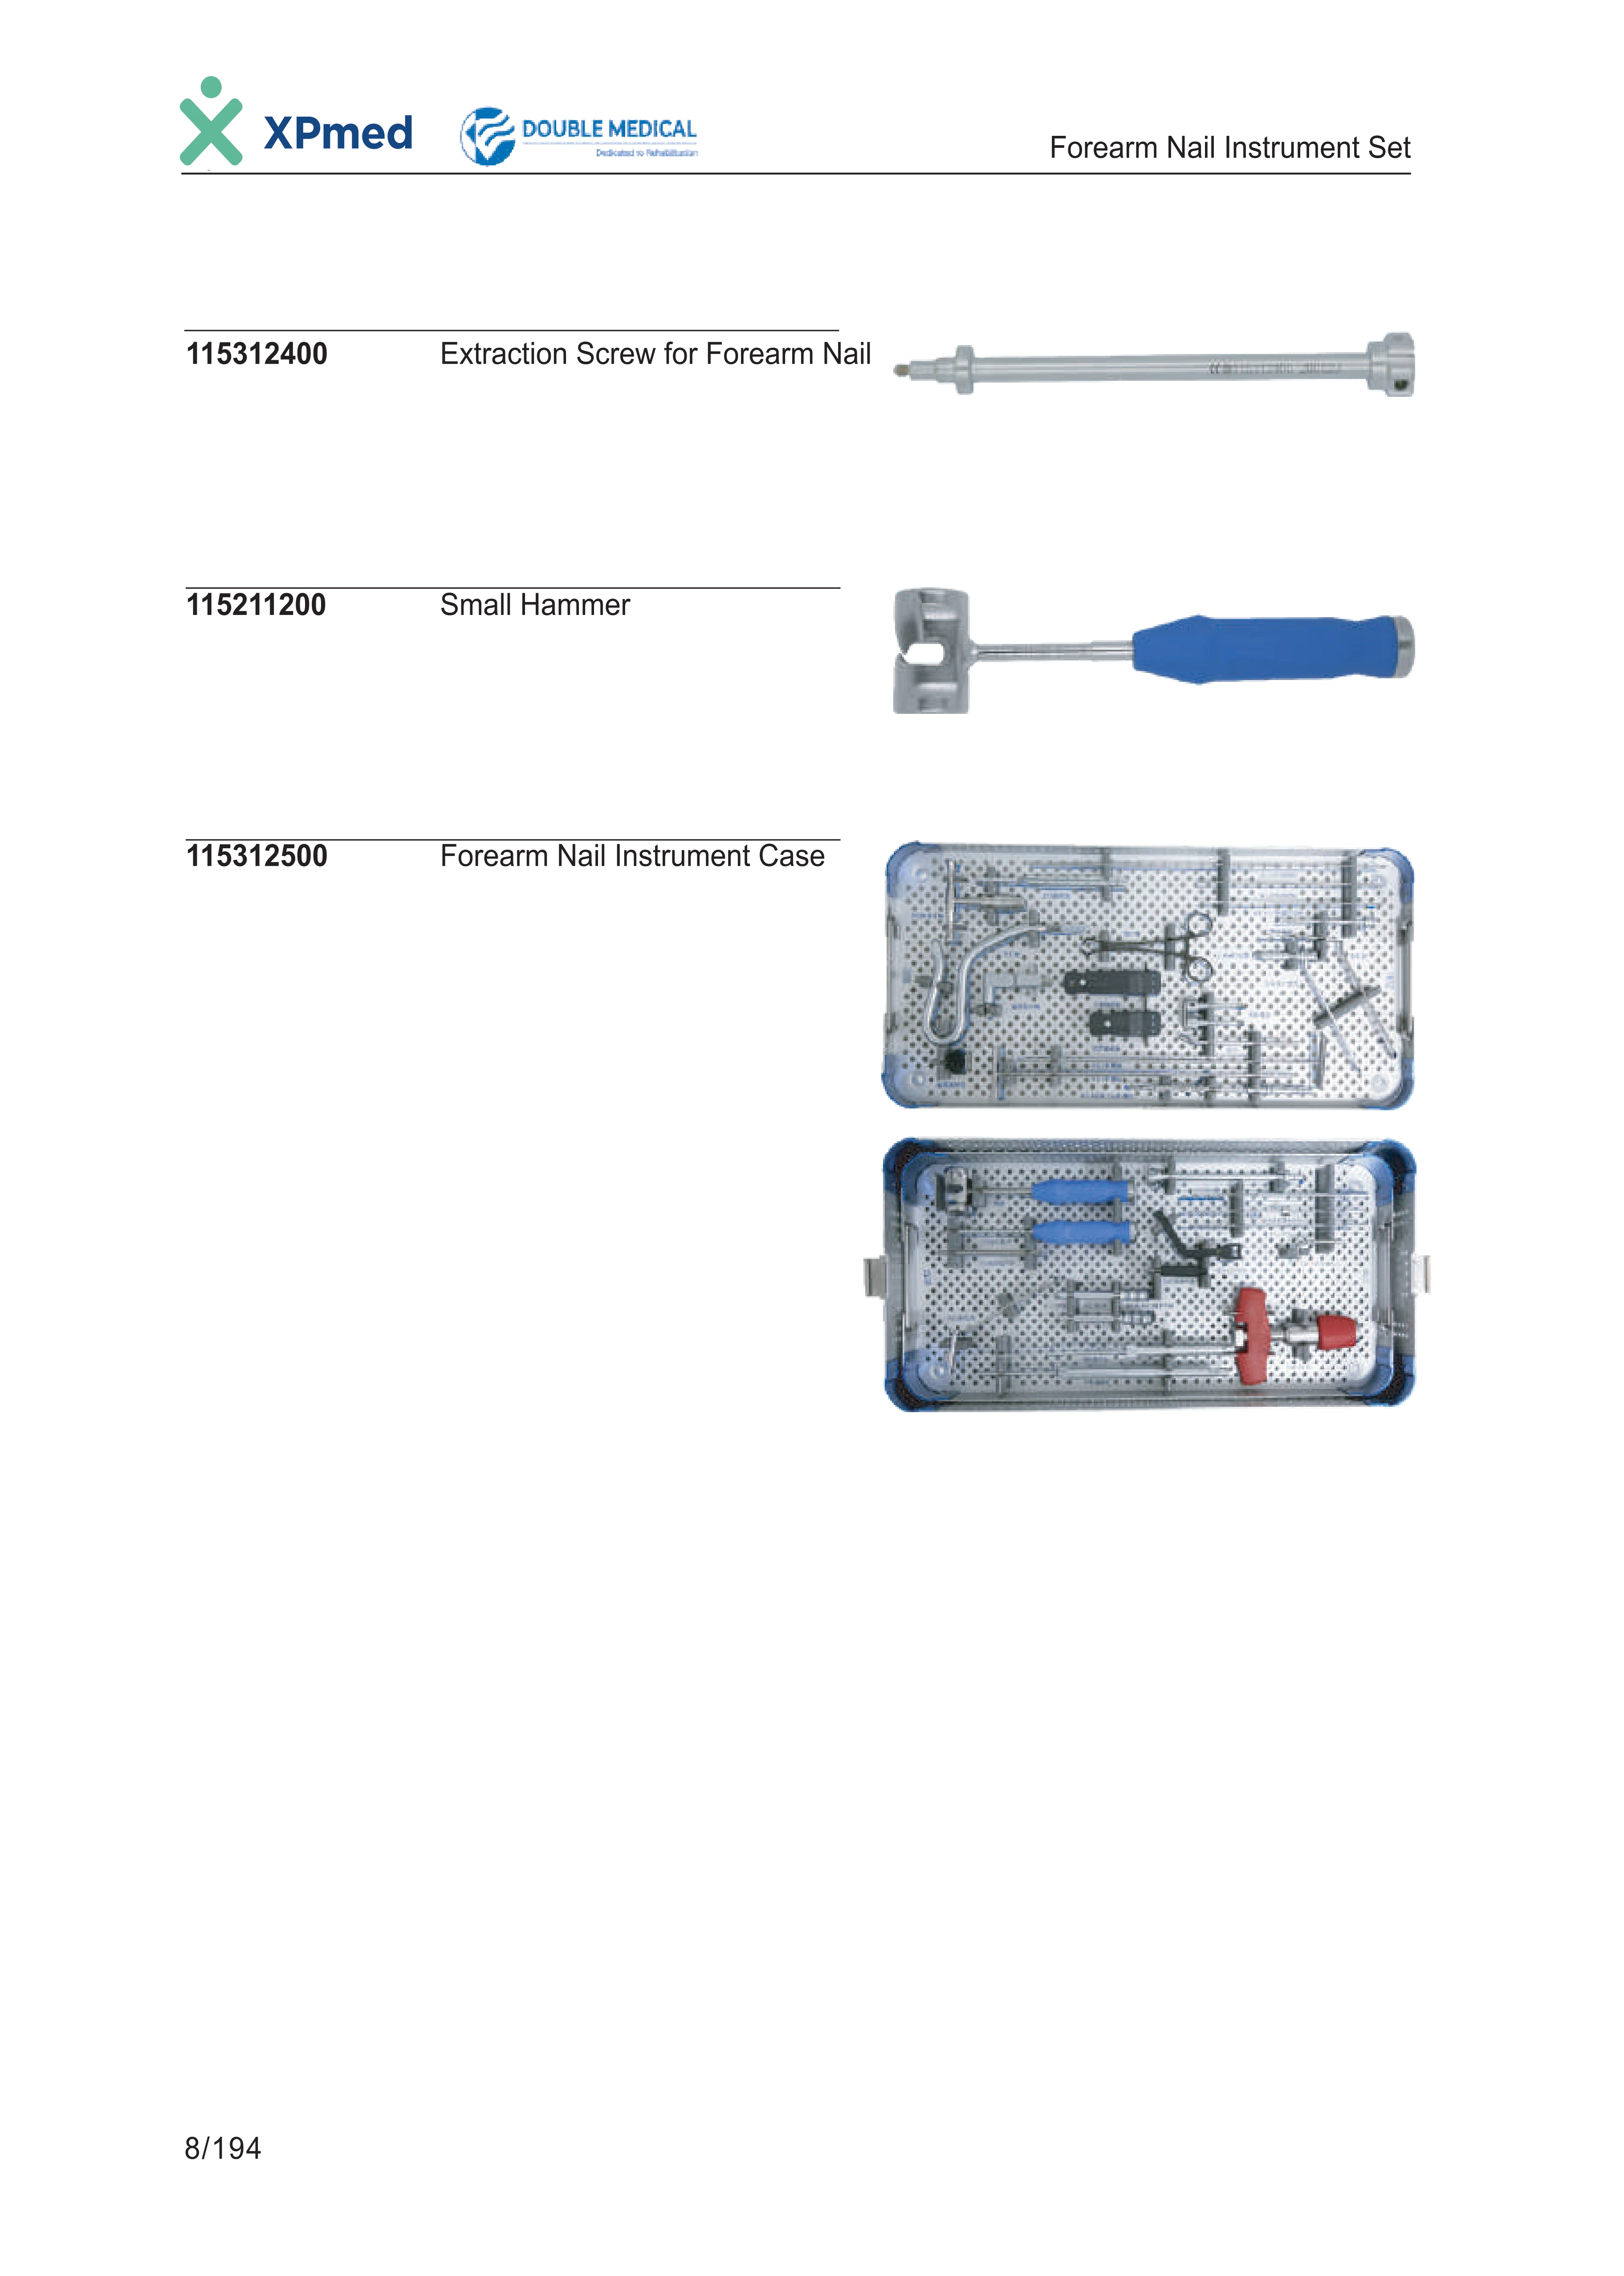 XPmed
DOUBLE MEDICAL
Dedicated to Rehabilitation
Forearm Nail Instrument Set
115312400 Extraction Screw for Forearm Nail
115211200 Small Hammer
115312500 Forearm Nail Instrument Case
8/194